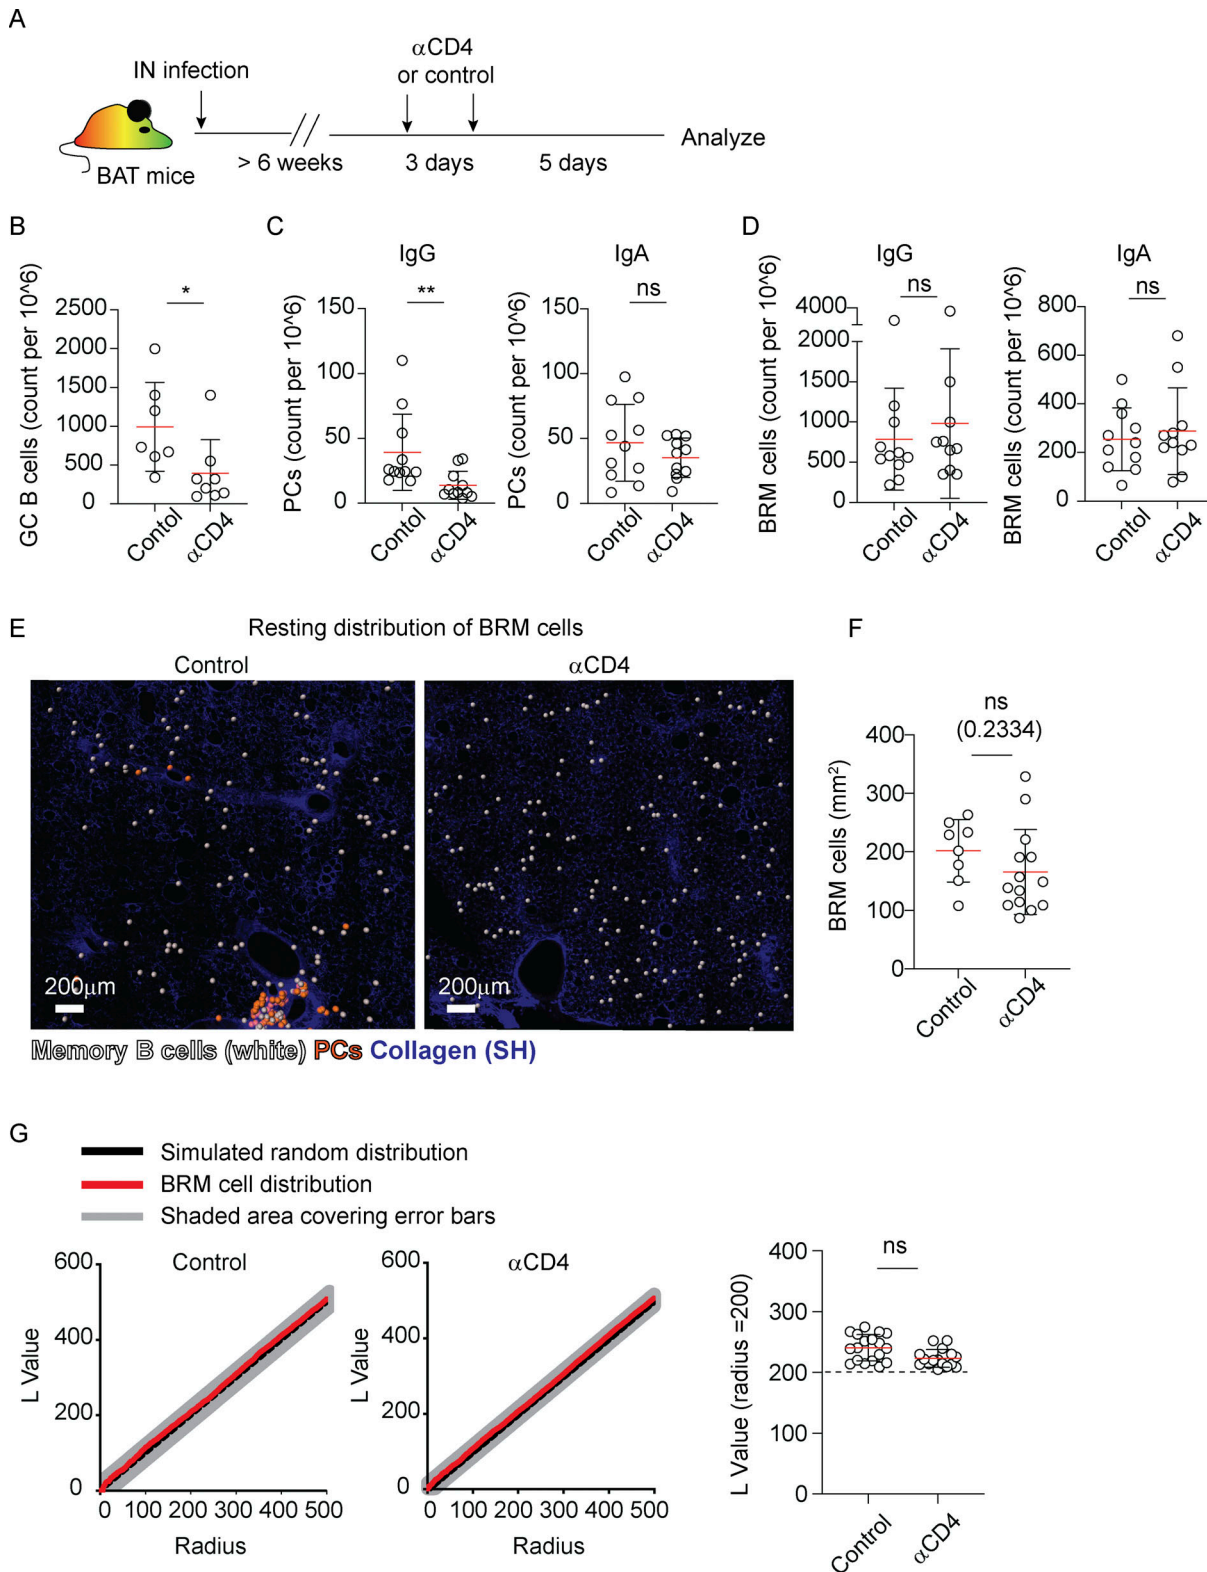 A
IN infection
αCD4
or control
BAT mice
> 6 weeks
3 days
5 days
Analyze
B
GC B cells (count per 10^6)
2500
2000
1500
1000
500
0
*
Contol
αCD4
C
IgG
PCs (count per 10^6)
150
100
50
0
**
Contol
αCD4
IgA
PCs (count per 10^6)
150
100
50
0
ns
Contol
αCD4
D
IgG
BRM cells (count per 10^6)
4000
2000
1500
1000
500
0
ns
Contol
αCD4
IgA
BRM cells (count per 10^6)
800
600
400
200
0
ns
Contol
αCD4
E
Resting distribution of BRM cells
Control
αCD4
200μm
200μm
Memory B cells (white) PCs Collagen (SH)
F
ns
(0.2334)
BRM cells (mm²)
400
300
200
100
0
Control
αCD4
G
Simulated random distribution
BRM cell distribution
Shaded area covering error bars
Control
L Value
600
400
200
0
0 100 200 300 400 500
Radius
αCD4
L Value
600
400
200
0
0 100 200 300 400 500
Radius
ns
L Value (radius =200)
400
300
200
100
0
Control
αCD4